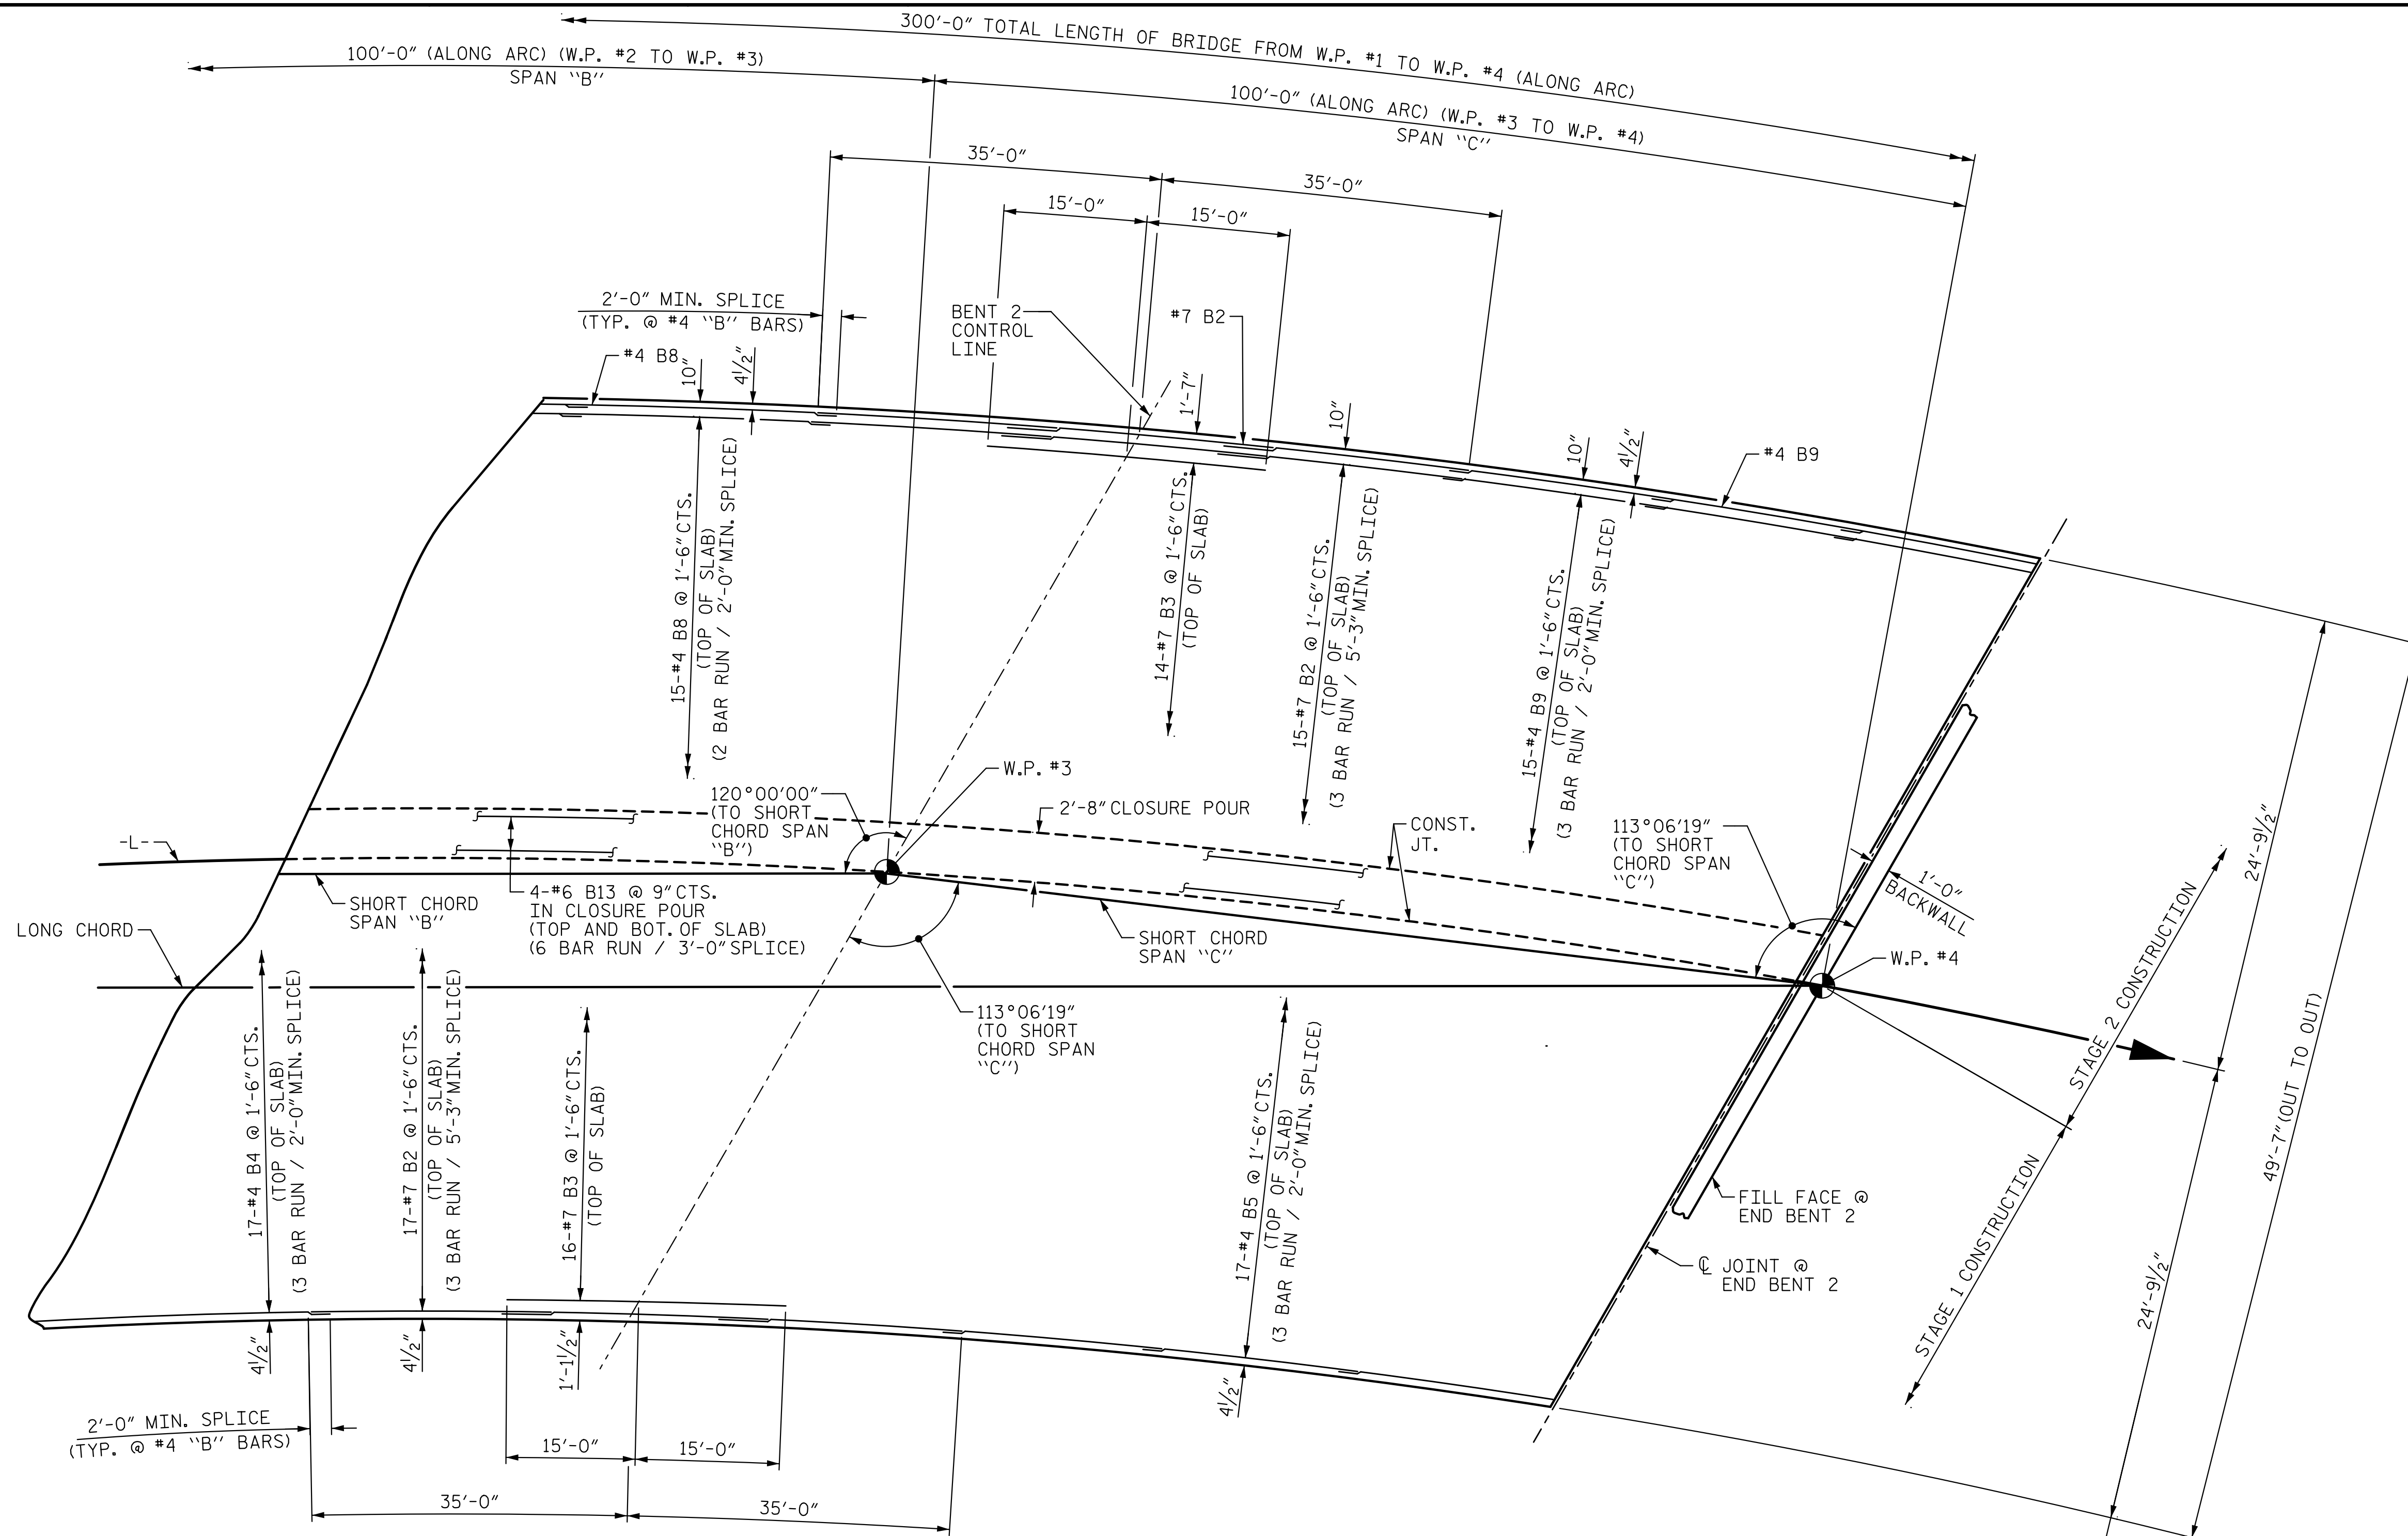 300'-0" TOTAL LENGTH OF BRIDGE FROM W.P. #1 TO W.P. #4 (ALONG ARC)
100'-0" (ALONG ARC) (W.P. #2 TO W.P. #3)
SPAN "B"
100'-0" (ALONG ARC) (W.P. #3 TO W.P. #4)
SPAN "C"
35'-0"
35'-0"
15'-0"
15'-0"
2'-0" MIN. SPLICE
(TYP. @ #4 "B" BARS)
#4 B8
10"
4½"
BENT 2
CONTROL
LINE
#7 B2
1'-7"
10"
10"
4½"
#4 B9
15-#4 B8 @ 1'-6" CTS.
(TOP OF SLAB)
(2 BAR RUN / 2'-0" MIN. SPLICE)
14-#7 B3 @ 1'-6" CTS.
(TOP OF SLAB)
15-#7 B2 @ 1'-6" CTS.
(TOP OF SLAB)
(3 BAR RUN / 5'-3" MIN. SPLICE)
15-#4 B9 @ 1'-6" CTS.
(TOP OF SLAB)
(3 BAR RUN / 2'-0" MIN. SPLICE)
W.P. #3
120°00'00"
(TO SHORT
CHORD SPAN
"B")
2'-8" CLOSURE POUR
CONST.
JT.
113°06'19"
(TO SHORT
CHORD SPAN
"C")
-L-
SHORT CHORD
SPAN "B"
4-#6 B13 @ 9" CTS.
IN CLOSURE POUR
(TOP AND BOT. OF SLAB)
(6 BAR RUN / 3'-0" SPLICE)
LONG CHORD
SHORT CHORD
SPAN "C"
1'-0"
BACKWALL
W.P. #4
113°06'19"
(TO SHORT
CHORD SPAN
"C")
24'-9½"
STAGE 2 CONSTRUCTION
49'-7" (OUT TO OUT)
17-#4 B4 @ 1'-6" CTS.
(TOP OF SLAB)
(3 BAR RUN / 2'-0" MIN. SPLICE)
17-#7 B2 @ 1'-6" CTS.
(TOP OF SLAB)
(3 BAR RUN / 5'-3" MIN. SPLICE)
16-#7 B3 @ 1'-6" CTS.
(TOP OF SLAB)
17-#4 B5 @ 1'-6" CTS.
(TOP OF SLAB)
(3 BAR RUN / 2'-0" MIN. SPLICE)
FILL FACE @
END BENT 2
℄ JOINT @
END BENT 2
STAGE 1 CONSTRUCTION
24'-9½"
4½"
4½"
1'-1½"
4½"
2'-0" MIN. SPLICE
(TYP. @ #4 "B" BARS)
15'-0"
15'-0"
35'-0"
35'-0"